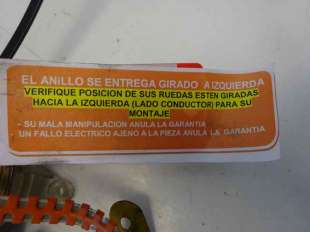 EL ANILLO SE ENTREGA GIRADO A IZQUIERDA
VERIFIQUE POSICION DE SUS RUEDAS ESTEN GIRADAS
HACIA LA IZQUIERDA (LADO CONDUCTOR) PARA SU
MONTAJE
- SU MALA MANIPULACION ANULA LA GARANTIA
- UN FALLO ELECTRICO AJENO A LA PIEZA ANULA LA GARANTIA